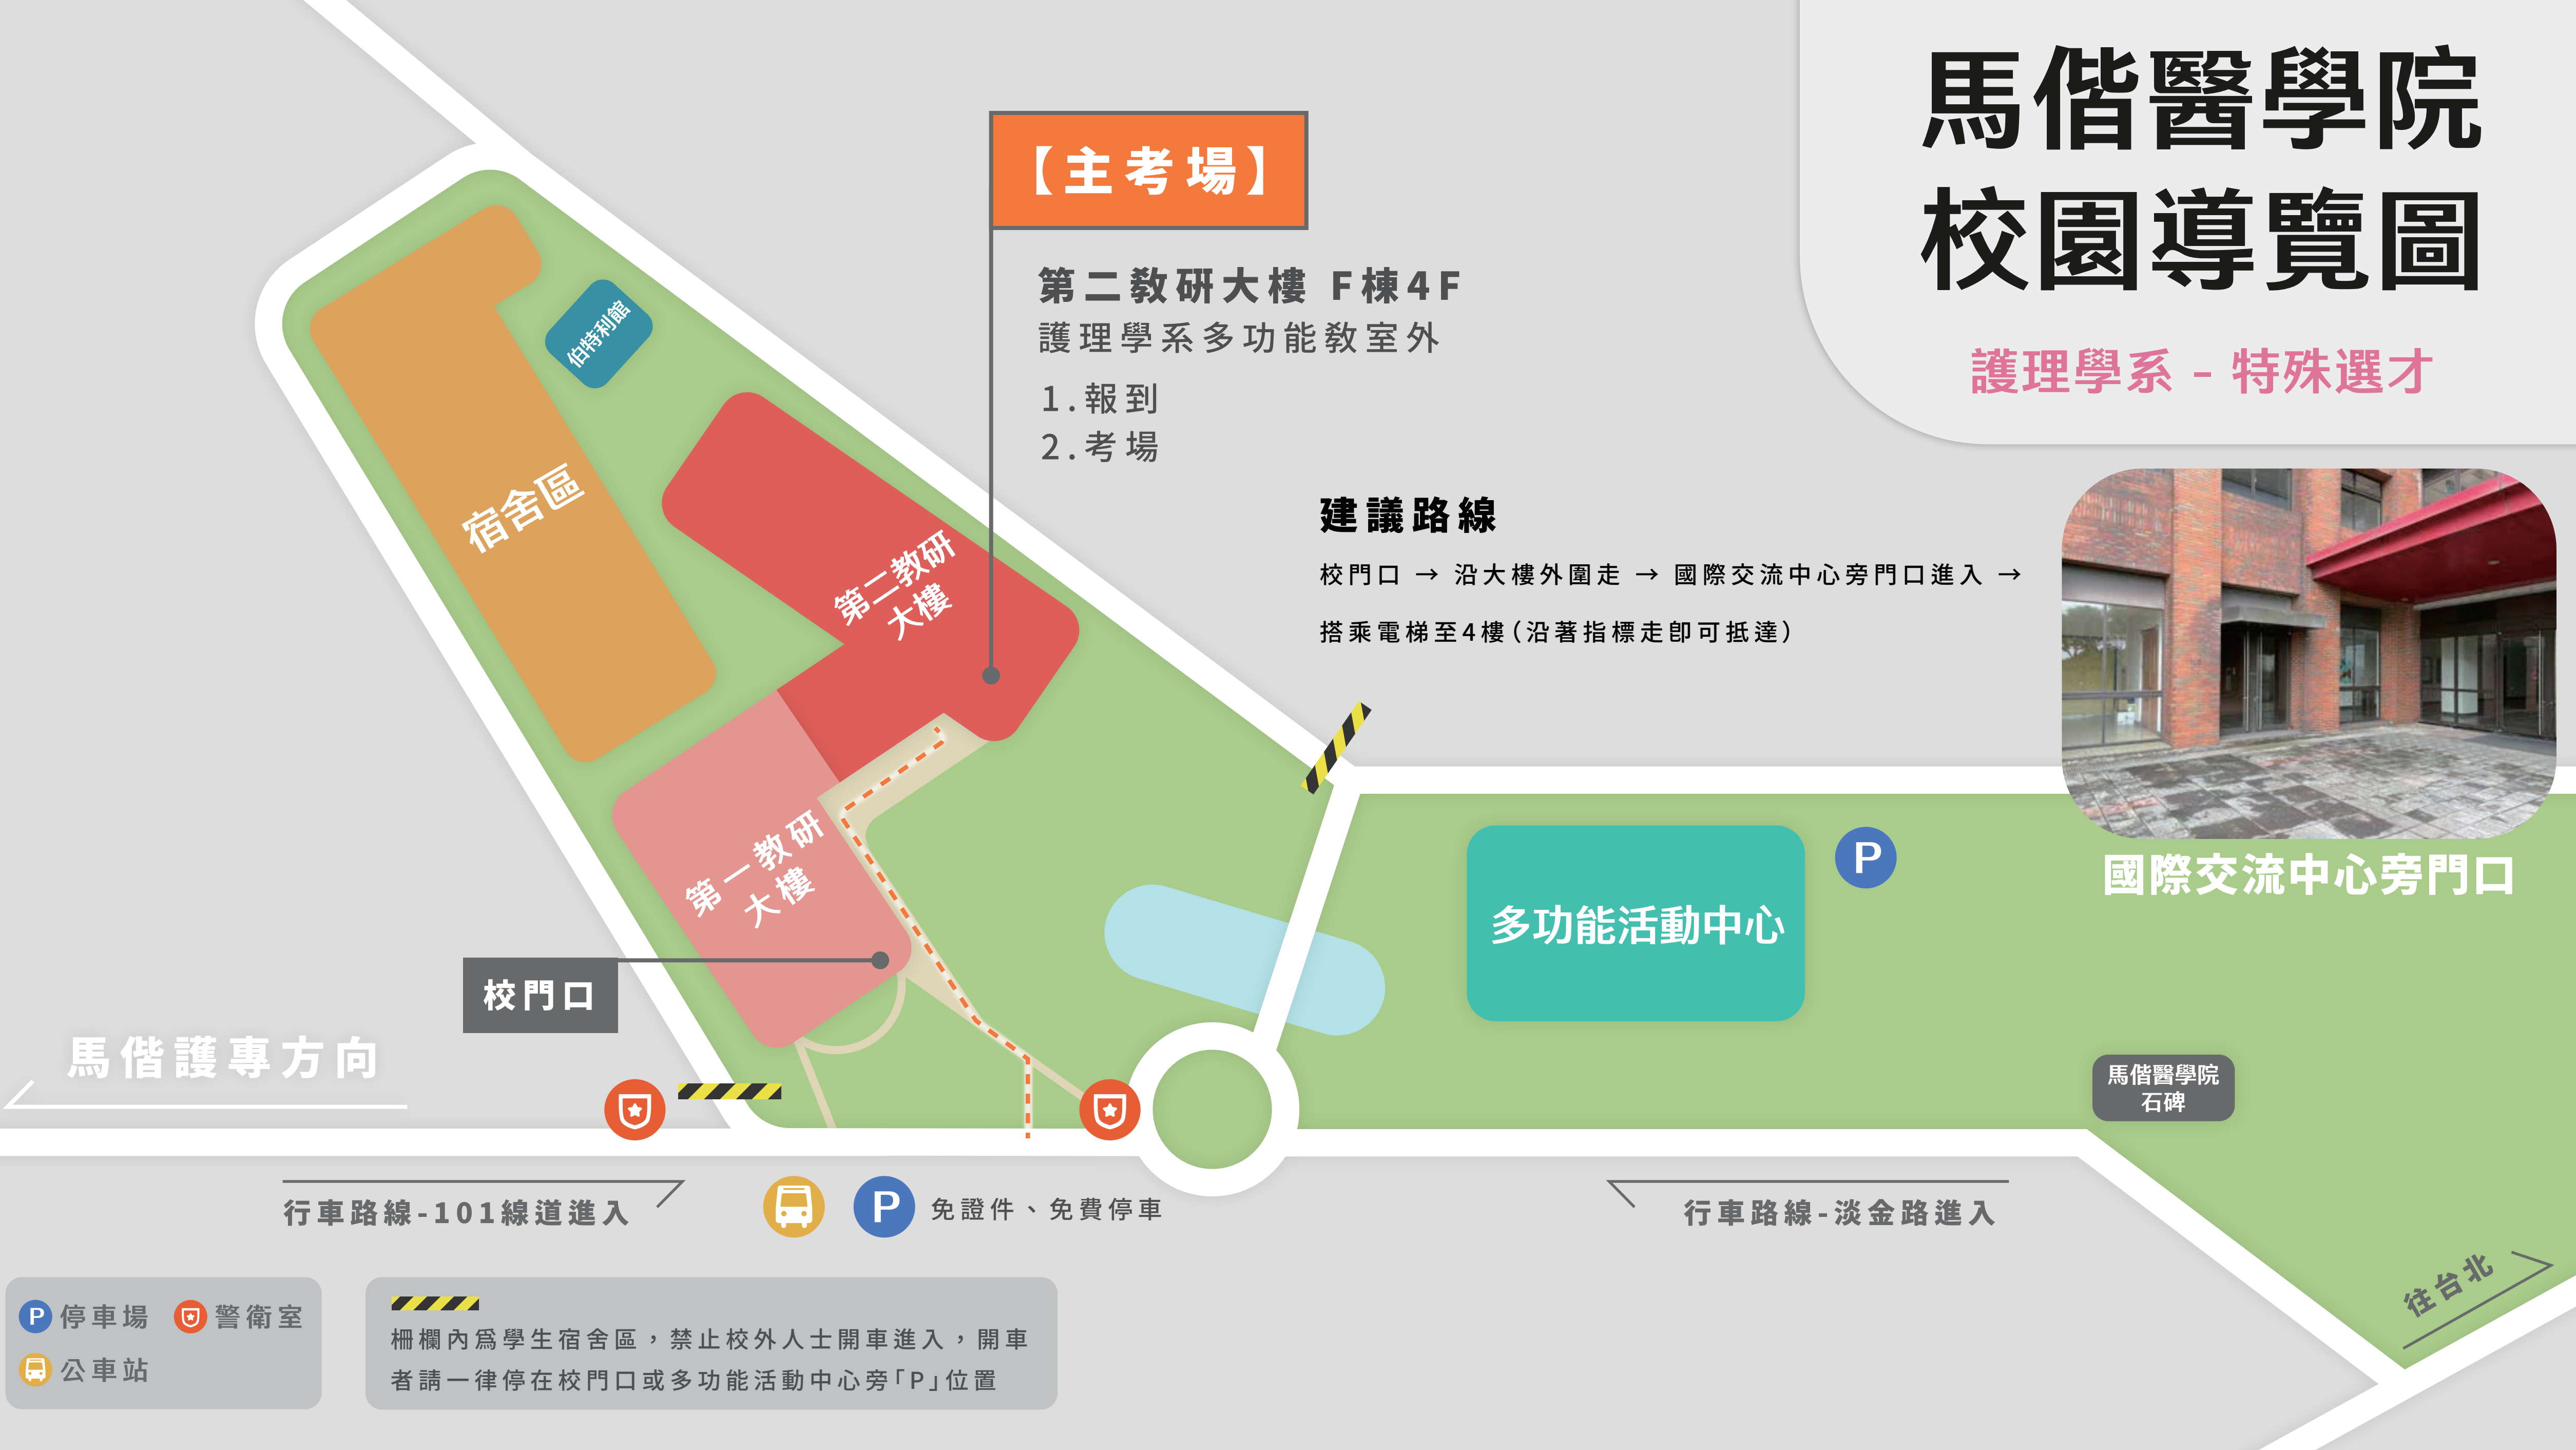 馬偕醫學院
校園導覽圖
護理學系 - 特殊選才
【主考場】
第二教研大樓 F棟4F
護理學系多功能教室外
1.報到
2.考場
建議路線
校門口 → 沿大樓外圍走 → 國際交流中心旁門口進入 →
搭乘電梯至4樓(沿著指標走即可抵達)
伯特利館
宿舍區
第二教研
大樓
第一教研
大樓
校門口
國際交流中心旁門口
P
多功能活動中心
馬偕護專方向
馬偕醫學院
石碑
行車路線-101線道進入
P
免證件、免費停車
行車路線-淡金路進入
往台北
P 停車場
警衛室
公車站
柵欄內為學生宿舍區，禁止校外人士開車進入，開車
者請一律停在校門口或多功能活動中心旁「P」位置